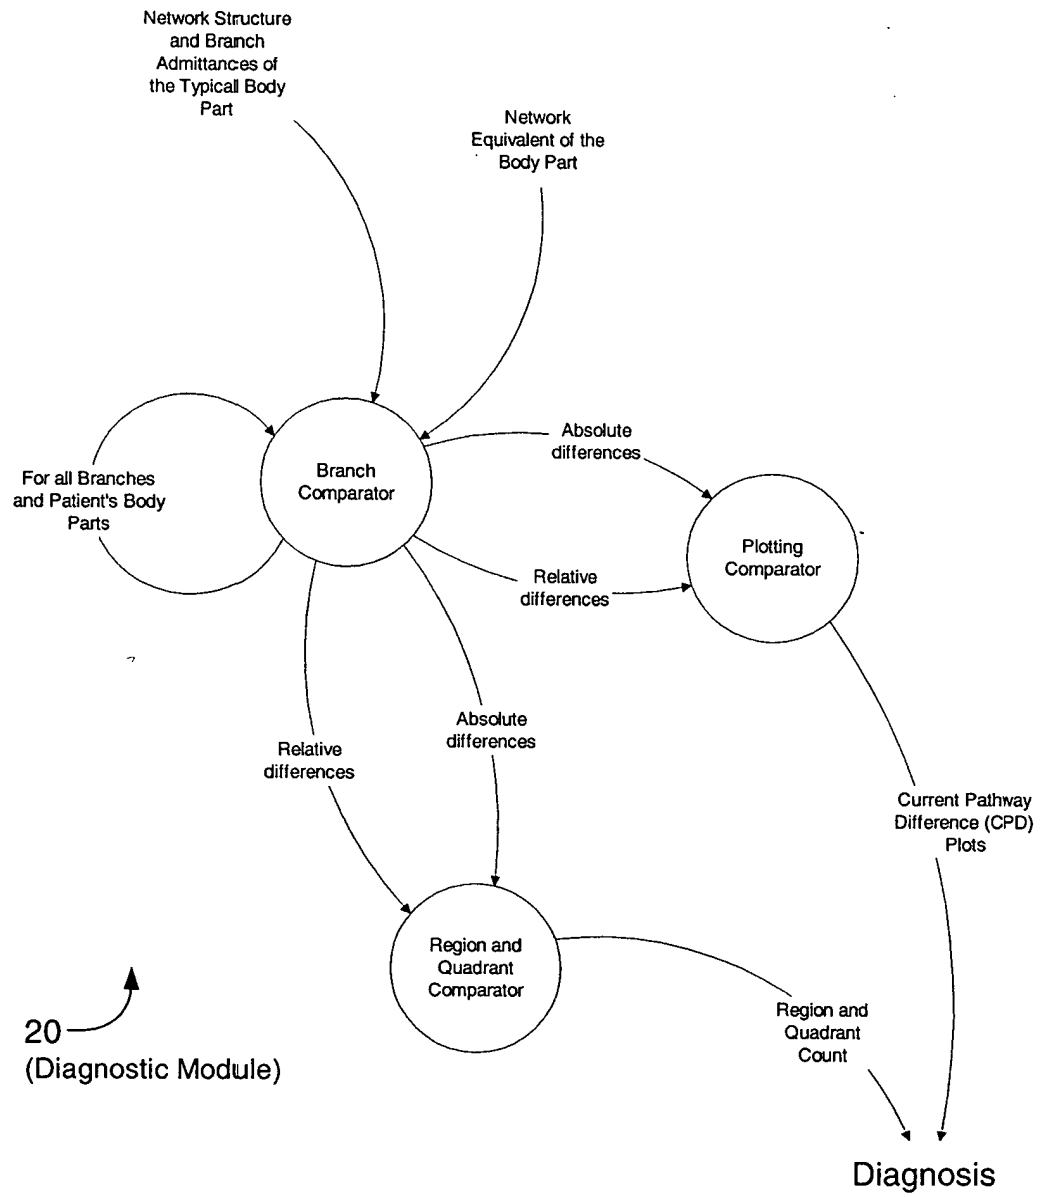 Network Structure
and Branch
Admittances of
the Typicall Body
Part
Network
Equivalent of the
Body Part
Absolute
differences
Branch
Comparator
For all Branches
and Patient's Body
Parts
Plotting
Comparator
Relative
differences
Absolute
differences
Relative
differences
Current Pathway
Difference (CPD)
Plots
Region and
Quadrant
Comparator
Region and
Quadrant
Count
20
(Diagnostic Module)
Diagnosis